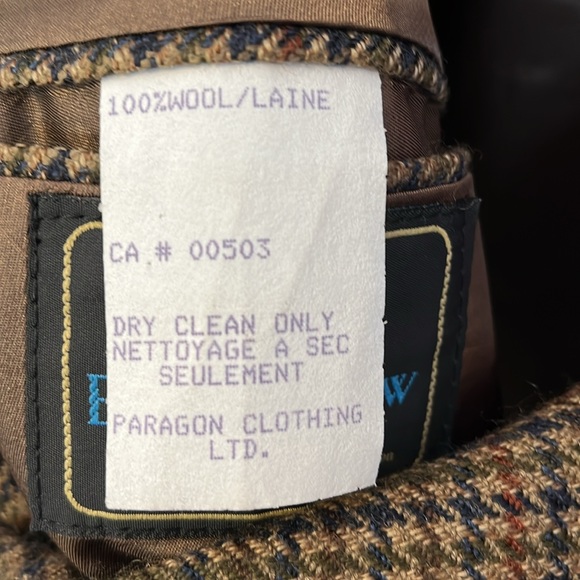 100%WOOL/LAINE
CA.# 00503
DRY CLEAN ONLY
NETTOYAGE A SEC
SEULEMENT
PARAGON CLOTHING
LTD.